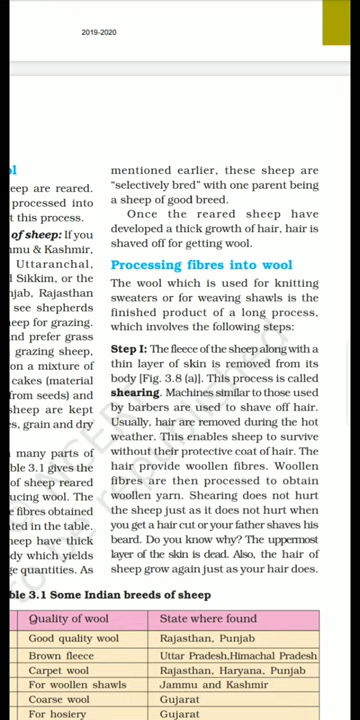 2019-2020
ol
eep are reared.
processed into
t this process.
of sheep: If you
mmu & Kashmir,
Uttaranchal,
l Sikkim, or the
njab, Rajasthan
see shepherds
eep for grazing.
nd prefer grass
grazing sheep,
on a mixture of
cakes (material
from seeds) and
sheep are kept
es, grain and dry
many parts of
ble 3.1 gives the
of sheep reared
ucing wool. The
e fibres obtained
ated in the table.
heep have thick
dy which yields
ge quantities. As
mentioned earlier, these sheep are
“selectively bred” with one parent being
a sheep of good breed.
Once the reared sheep have
developed a thick growth of hair, hair is
shaved off for getting wool.
Processing fibres into wool
The wool which is used for knitting
sweaters or for weaving shawls is the
finished product of a long process,
which involves the following steps:
Step I: The fleece of the sheep along with a
thin layer of skin is removed from its
body [Fig. 3.8 (a)]. This process is called
shearing. Machines similar to those used
by barbers are used to shave off hair.
Usually, hair are removed during the hot
weather. This enables sheep to survive
without their protective coat of hair. The
hair provide woollen fibres. Woollen
fibres are then processed to obtain
woollen yarn. Shearing does not hurt
the sheep just as it does not hurt when
you get a hair cut or your father shaves his
beard. Do you know why? The uppermost
layer of the skin is dead. Also, the hair of
sheep grow again just as your hair does.
ble 3.1 Some Indian breeds of sheep
Quality of wool State where found
Good quality wool Rajasthan, Punjab
Brown fleece Uttar Pradesh,Himachal Pradesh
Carpet wool Rajasthan, Haryana, Punjab
For woollen shawls Jammu and Kashmir
Coarse wool Gujarat
For hosiery Gujarat